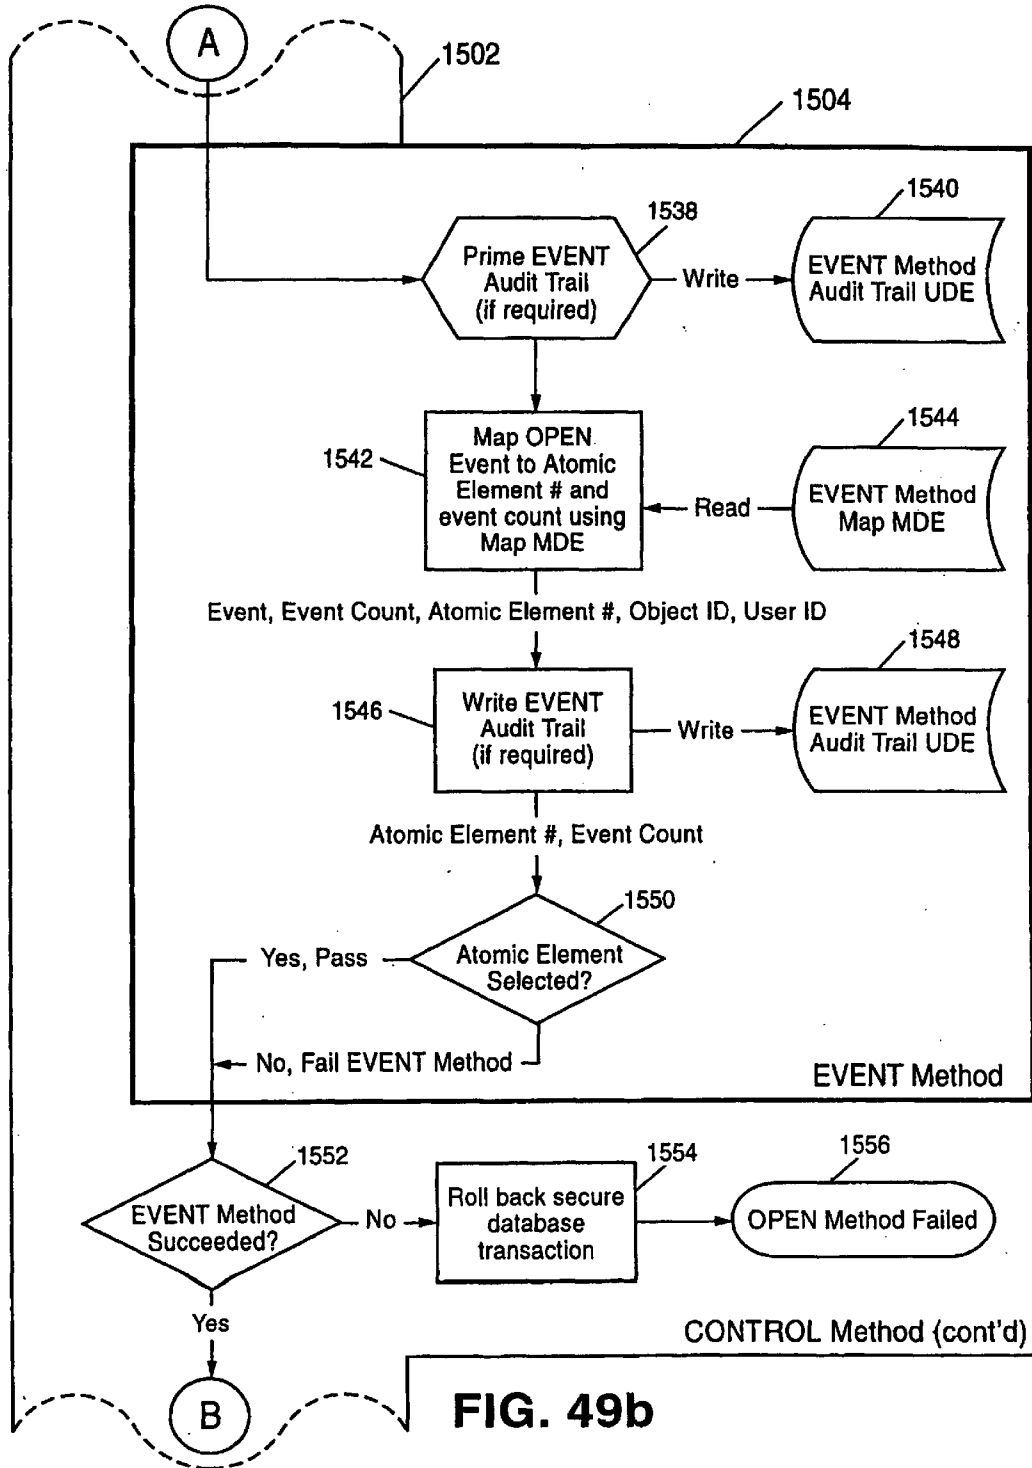 A
1502
1504
1538
1540
Prime EVENT
Audit Trail
(if required)
Write
EVENT Method
Audit Trail UDE
1542
Map OPEN
Event to Atomic
Element # and
event count using
Map MDE
Read
1544
EVENT Method
Map MDE
Event, Event Count, Atomic Element #, Object ID, User ID
1546
Write EVENT
Audit Trail
(if required)
Write
1548
EVENT Method
Audit Trail UDE
Atomic Element #, Event Count
1550
Atomic Element
Selected?
Yes, Pass
No, Fail EVENT Method
EVENT Method
1552
EVENT Method
Succeeded?
No
1554
Roll back secure
database
transaction
1556
OPEN Method Failed
Yes
CONTROL Method (cont'd)
B
FIG. 49b